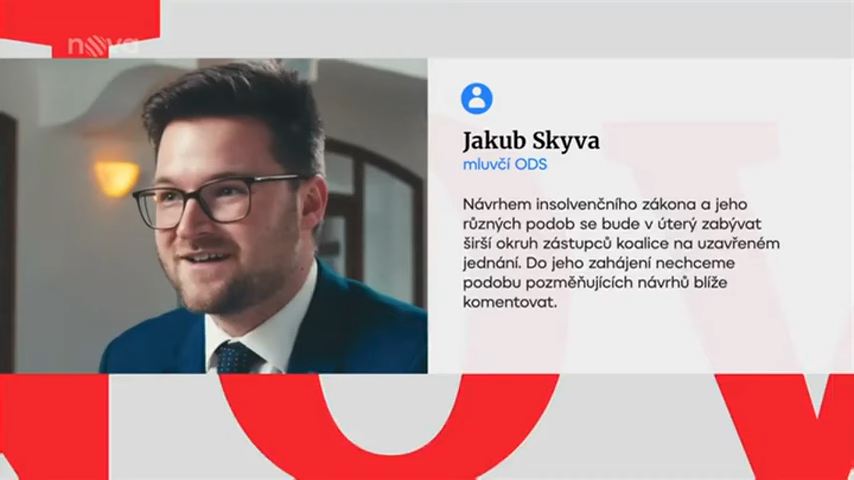 nova
Jakub Skyva
mluvčí ODS
Návrhem insolvenčního zákona a jeho
různých podob se bude v úterý zabývat
širší okruh zástupců koalice na uzavřeném
jednání. Do jeho zahájení nechceme
podobu pozměňujících návrhů blíže
komentovat.